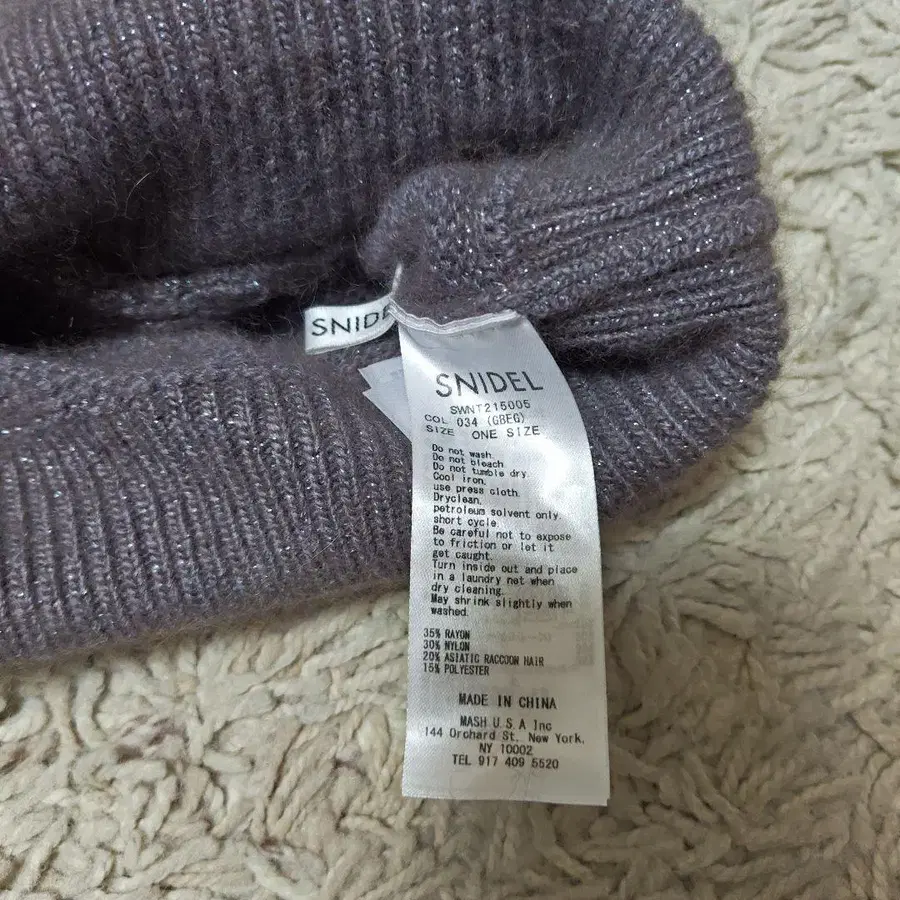 SNIDE
SNIDEL
SWNT215005
COL 034 (GBEG)
SIZE ONE SIZE
Do not wash.
Do not bleach
Do not tumble dry.
Cool iron.
use press cloth.
Dryclean.
petroleum solvent only.
short cycle.
Be careful not to expose
to friction or let it
get caught.
Turn inside out and place
in a laundry net when
dry cleaning.
May shrink slightly when
washed.
35% RAYON
30% NYLON
20% ASIATIC RACCOON HAIR
15% POLYESTER
MADE IN CHINA
MASH U.S.A Inc
144 Orchard St. New York,
NY 10002
TEL 917 409 5520